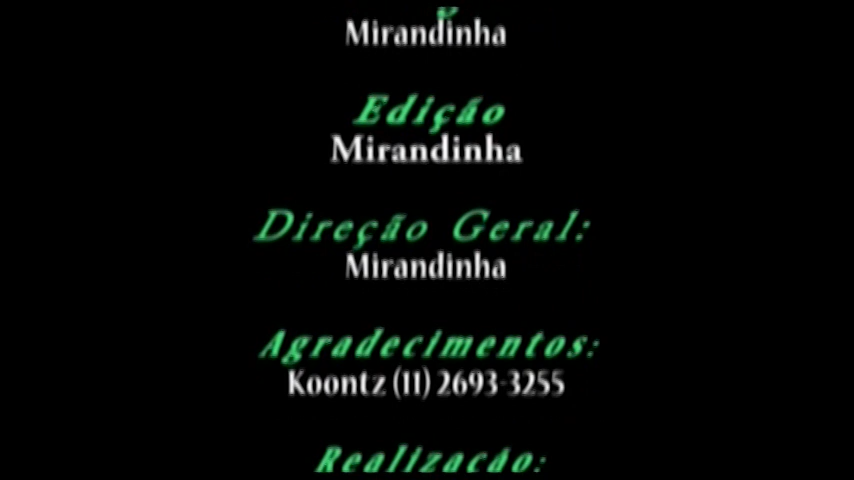 Mirandinha
Edição
Mirandinha
Direção Geral:
Mirandinha
Agradecimentos:
Koontz (11) 2693-3255
Realização: